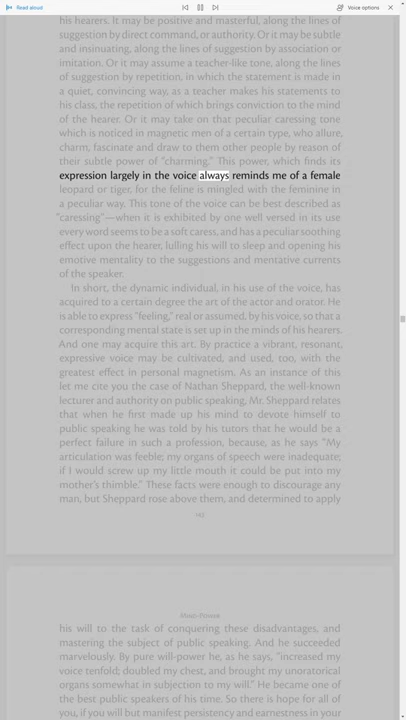 Read aloud
Voice options
his hearers. It may be positive and masterful, along the lines of
suggestion by direct command, or authority. Or it may be subtle
and insinuating, along the lines of suggestion by association or
imitation. Or it may assume a teacher-like tone, along the lines
of suggestion by repetition, in which the statement is made in
a quiet, convincing way, as a teacher makes his statements to
his class, the repetition of which brings conviction to the mind
of the hearer. Or it may take on that peculiar caressing tone
which is noticed in magnetic men of a certain type, who allure,
charm, fascinate and draw to them other people by reason of
their subtle power of “charming.” This power, which finds its
expression largely in the voice always reminds me of a female
leopard or tiger, for the feline is mingled with the feminine in
a peculiar way. This tone of the voice can be best described as
“caressing”—when it is exhibited by one well versed in its use
every word seems to be a soft caress, and has a peculiar soothing
effect upon the hearer, lulling his will to sleep and opening his
emotive mentality to the suggestions and mentative currents
of the speaker.
In short, the dynamic individual, in his use of the voice, has
acquired to a certain degree the art of the actor and orator. He
is able to express “feeling,” real or assumed, by his voice, so that a
corresponding mental state is set up in the minds of his hearers.
And one may acquire this art. By practice a vibrant, resonant,
expressive voice may be cultivated, and used, too, with the
greatest effect in personal magnetism. As an instance of this
let me cite you the case of Nathan Sheppard, the well-known
lecturer and authority on public speaking, Mr. Sheppard relates
that when he first made up his mind to devote himself to
public speaking he was told by his tutors that he would be a
perfect failure in such a profession, because, as he says “My
articulation was feeble; my organs of speech were inadequate;
if I would screw up my little mouth it could be put into my
mother’s thimble.” These facts were enough to discourage any
man, but Sheppard rose above them, and determined to apply
142
Mind-Power
his will to the task of conquering these disadvantages, and
mastering the subject of public speaking. And he succeeded
marvelously. By pure will-power he, as he says, “increased my
voice tenfold; doubled my chest, and brought my unoratorical
organs somewhat in subjection to my will.” He became one of
the best public speakers of his time. So there is hope for all of
you, if you will but manifest persistency and earnestness in your